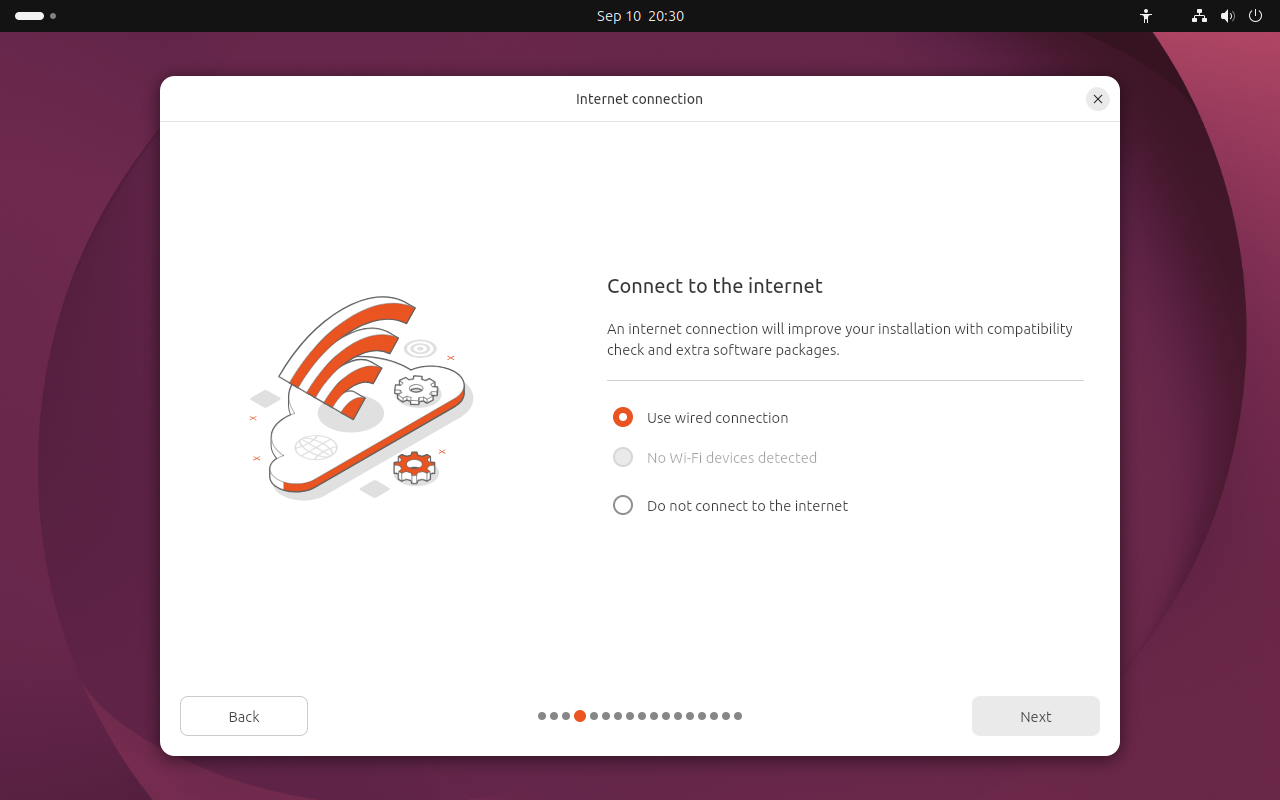 Sep 10 20:30
Internet connection
Connect to the internet
An internet connection will improve your installation with compatibility
check and extra software packages.
Use wired connection
No Wi-Fi devices detected
Do not connect to the internet
Back
Next